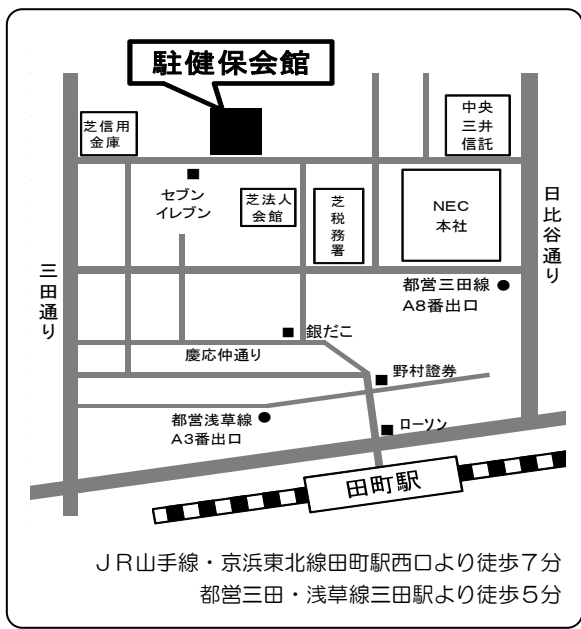 駐健保会館
芝信用
金庫
中央
三井
信託
セブン
イレブン
芝法人
会館
芝
税
務
署
NEC
本社
日比谷通り
三田通り
都営三田線
A8番出口
銀だこ
慶応仲通り
野村證券
都営浅草線
A3番出口
ローソン
田町駅
JR山手線・京浜東北線田町駅西口より徒歩7分
都営三田・浅草線三田駅より徒歩5分